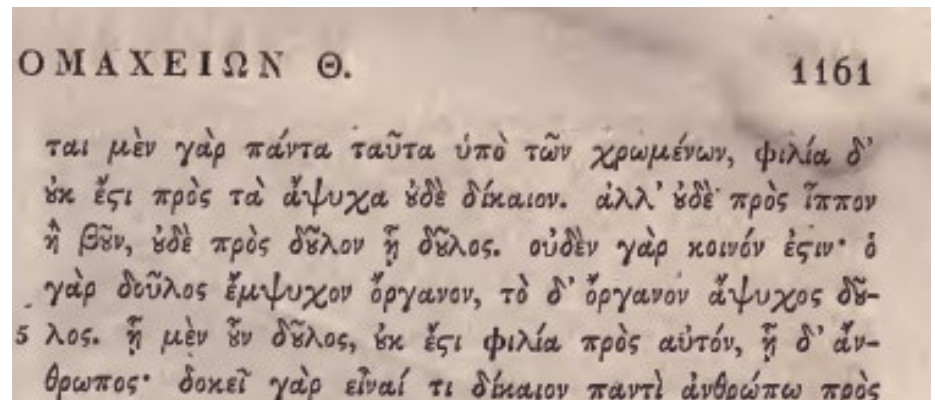 ΟΜΑΧΕΙΩΝ Θ. 1161
ται μὲν γὰρ πάντα ταῦτα ὑπὸ τῶν χρωμένων, φιλία δ'
ȣ̓κ ἔϛι πρὸς τὰ ἄψυχα ȣ̓δὲ δίκαιον. ἀλλ' ȣ̓δὲ πρὸς ἵππον
ἢ βȣ͂ν, ȣ̓δὲ πρὸς δȣ͂λον ᾗ δȣ͂λος. οὐδὲν γὰρ κοινόν ἐϛιν· ὁ
γὰρ δοῦλος ἔμψυχον ὄργανον, τὸ δ' ὄργανον ἄψυχος δȣ͂-
5 λος. ᾗ μὲν ȣ̓͂ν δȣ͂λος, ȣ̓κ ἔϛι φιλία πρὸς αὐτόν, ᾗ δ' ἄν-
θρωπος· δοκεῖ γὰρ εἶναί τι δίκαιον παντὶ ἀνθρώπῳ πρὸς